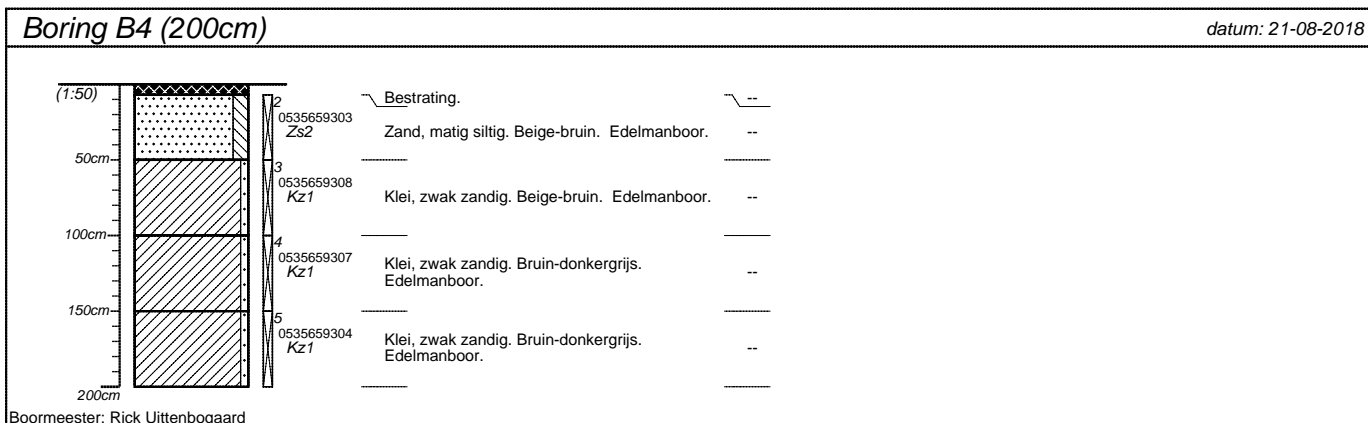 Boring B4 (200cm)
datum: 21-08-2018
(1:50)
Bestrating.
--
2
0535659303
Zs2
Zand, matig siltig. Beige-bruin. Edelmanboor.
--
50cm
3
0535659308
Kz1
Klei, zwak zandig. Beige-bruin. Edelmanboor.
--
100cm
4
0535659307
Kz1
Klei, zwak zandig. Bruin-donkergrijs.
Edelmanboor.
--
150cm
5
0535659304
Kz1
Klei, zwak zandig. Bruin-donkergrijs.
Edelmanboor.
--
200cm
Boormeester: Rick Uittenbogaard